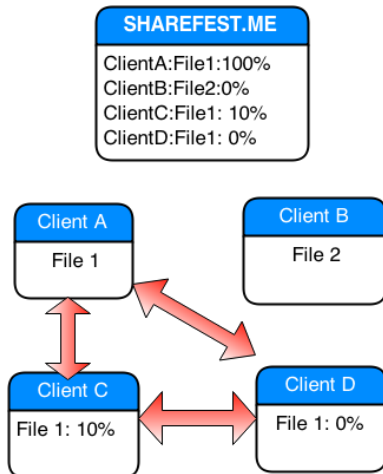 SHAREFEST.ME
ClientA:File1:100%
ClientB:File2:0%
ClientC:File1: 10%
ClientD:File1: 0%
Client A
File 1
Client B
File 2
Client C
File 1: 10%
Client D
File 1: 0%